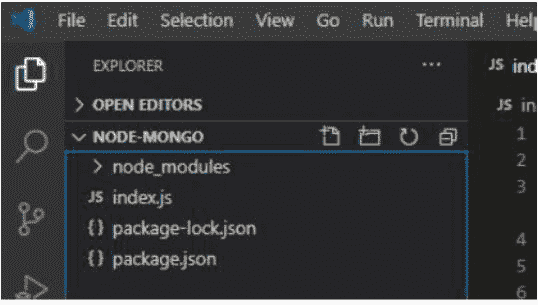 File Edit Selection View Go Run Terminal Help
EXPLORER ...
JS ind
> OPEN EDITORS
JS in
NODE-MONGO
1
> node_modules
2
JS index.js
3
{} package-lock.json
4
{} package.json
5
6